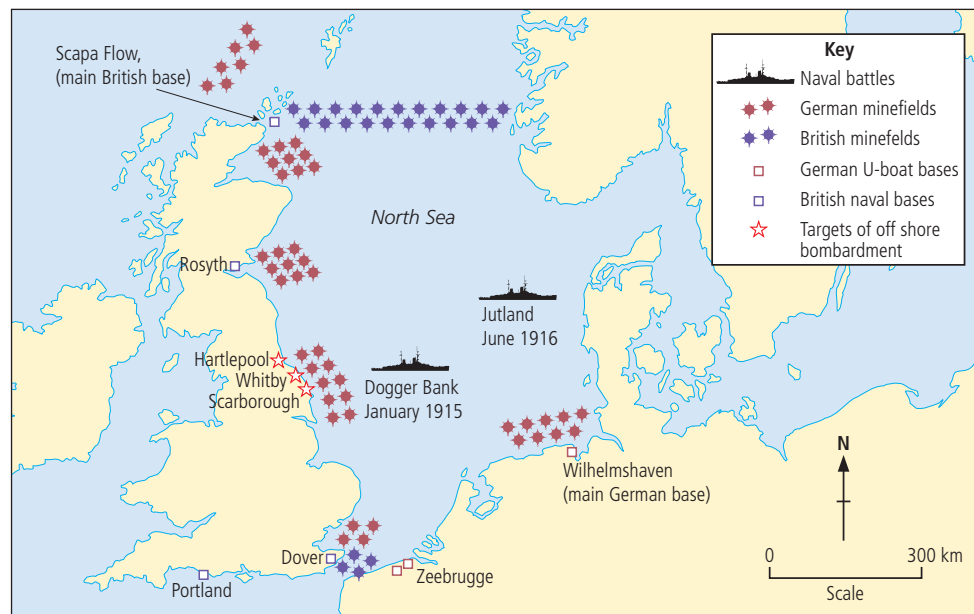 Scapa Flow,
(main British base)
Key
Naval battles
German minefields
British minefelds
German U-boat bases
British naval bases
Targets of off shore
bombardment
North Sea
Rosyth
Jutland
June 1916
Hartlepool
Whitby
Scarborough
Dogger Bank
January 1915
Wilhelmshaven
(main German base)
N
Dover
Zeebrugge
Portland
0
300 km
Scale